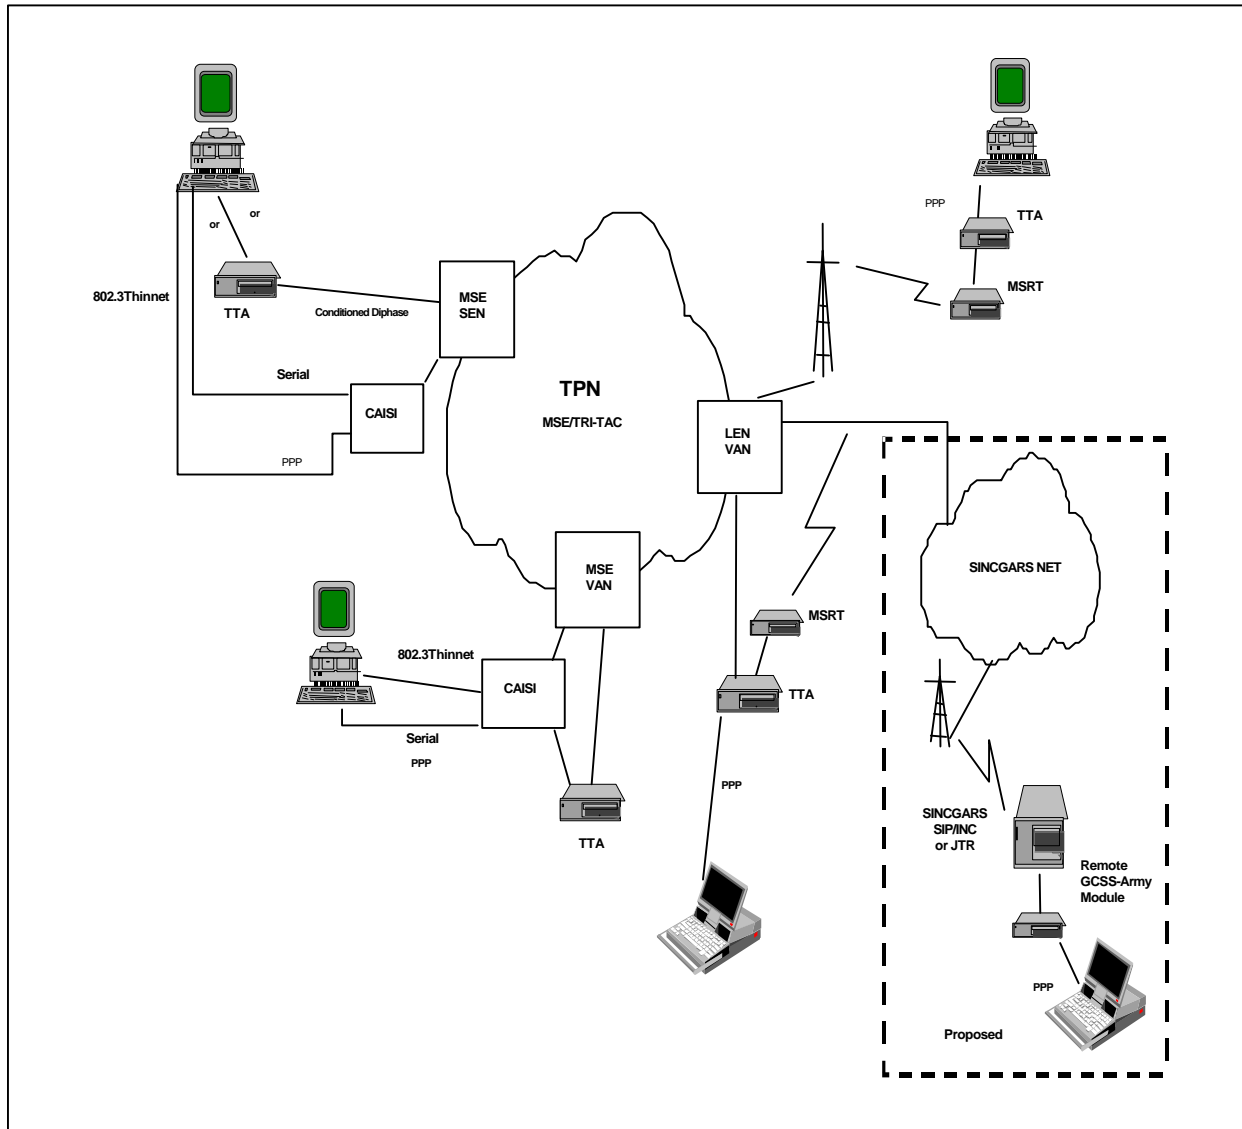 PPP
TTA
MSRT
or
or
802.3Thinnet
TTA
Conditioned Diphase
MSE
SEN
Serial
CAISI
PPP
TPN
MSE/TRI-TAC
LEN
VAN
SINCGARS NET
MSE
VAN
MSRT
802.3Thinnet
CAISI
TTA
Serial
PPP
PPP
TTA
SINCGARS
SIP/INC
or JTR
Remote
GCSS-Army
Module
PPP
Proposed